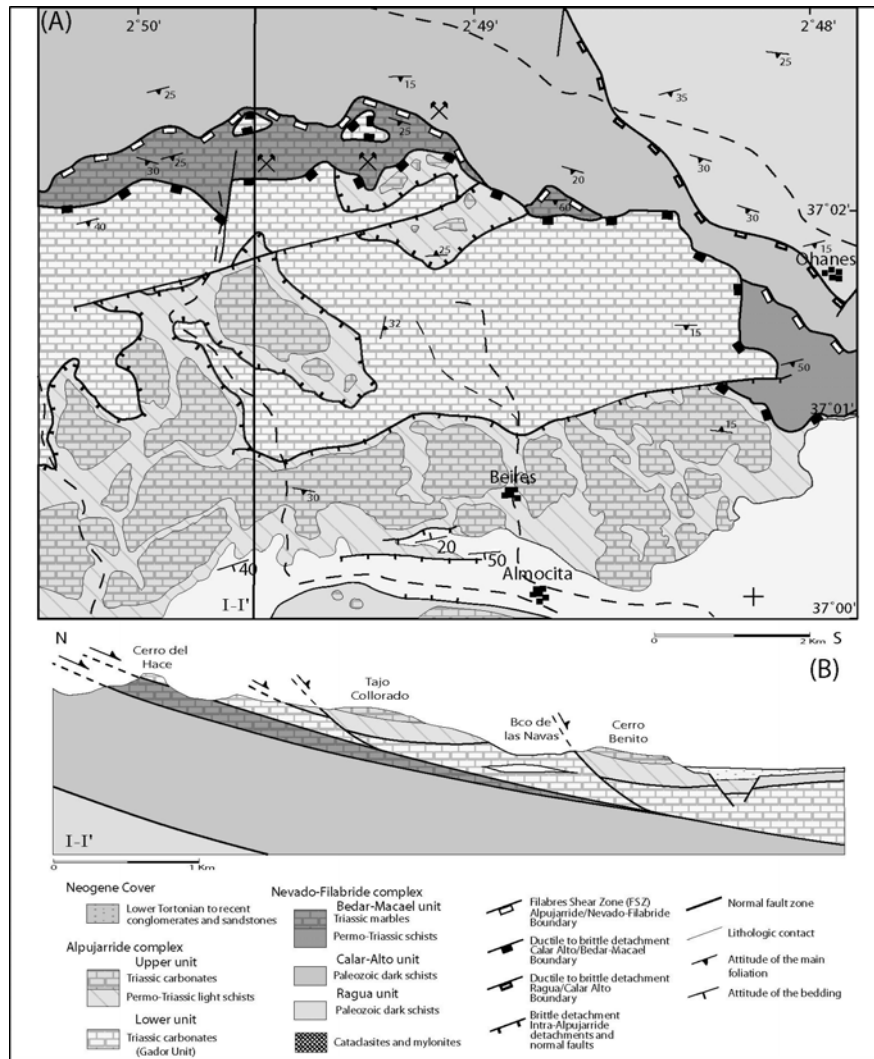 (A)
2˚50'
2˚49'
2˚48'
25
15
25
35
25
30
25
20
30
60
30
37˚02'
40
25
15
Ohanes
32
15
50
37˚01'
15
Beires
30
20
50
40
Almocita
I-I'
37˚00'
0
2 Km
N
S
(B)
Cerro del
Hace
Tajo
Collorado
Bco de
las Navas
Cerro
Benito
I-I'
0
1 Km
Neogene Cover
Lower Tortonian to recent
conglomerates and sandstones
Alpujarride complex
Upper unit
Triassic carbonates
Permo-Triassic light schists
Lower unit
Triassic carbonates
(Gador Unit)
Nevado-Filabride complex
Bedar-Macael unit
Triassic marbles
Permo-Triassic schists
Calar-Alto unit
Paleozoic dark schists
Ragua unit
Paleozoic dark schists
Cataclasites and mylonites
Filabres Shear Zone (FSZ)
Alpujarride/Nevado-Filabride
Boundary
Ductile to brittle detachment
Calar Alto/Bedar-Macael
Boundary
Ductile to brittle detachment
Ragua/Calar Alto
Boundary
Brittle detachment
Intra-Alpujarride
detachments and
normal faults
Normal fault zone
Lithologic contact
Attitude of the main
foliation
Attitude of the bedding